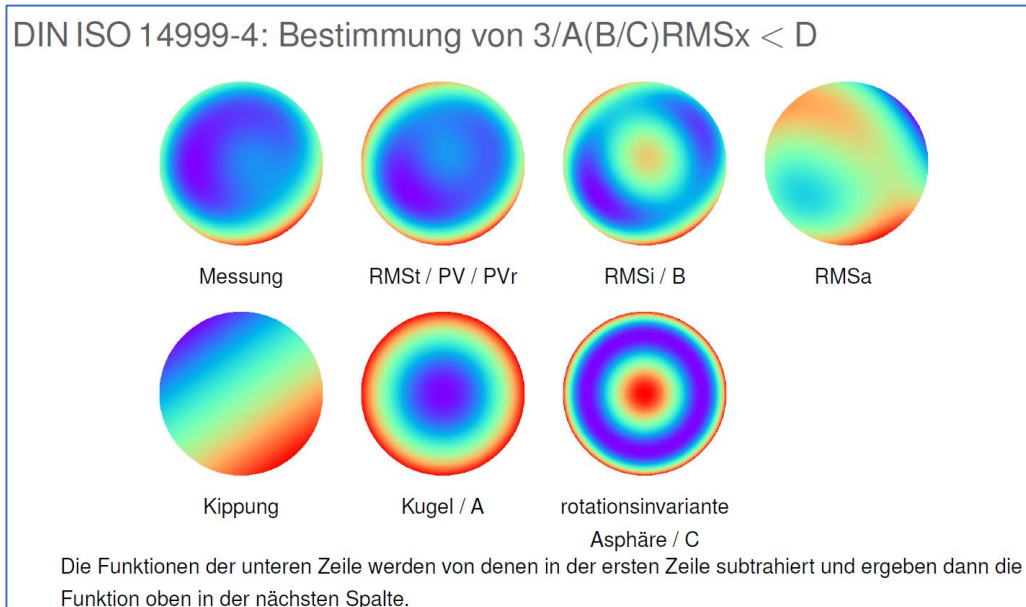 DIN ISO 14999-4: Bestimmung von 3/A(B/C)RMSx < D
Messung
RMSt / PV / PVr
RMSi / B
RMSa
Kippung
Kugel / A
rotationsinvariante
Asphäre / C
Die Funktionen der unteren Zeile werden von denen in der ersten Zeile subtrahiert und ergeben dann die
Funktion oben in der nächsten Spalte.